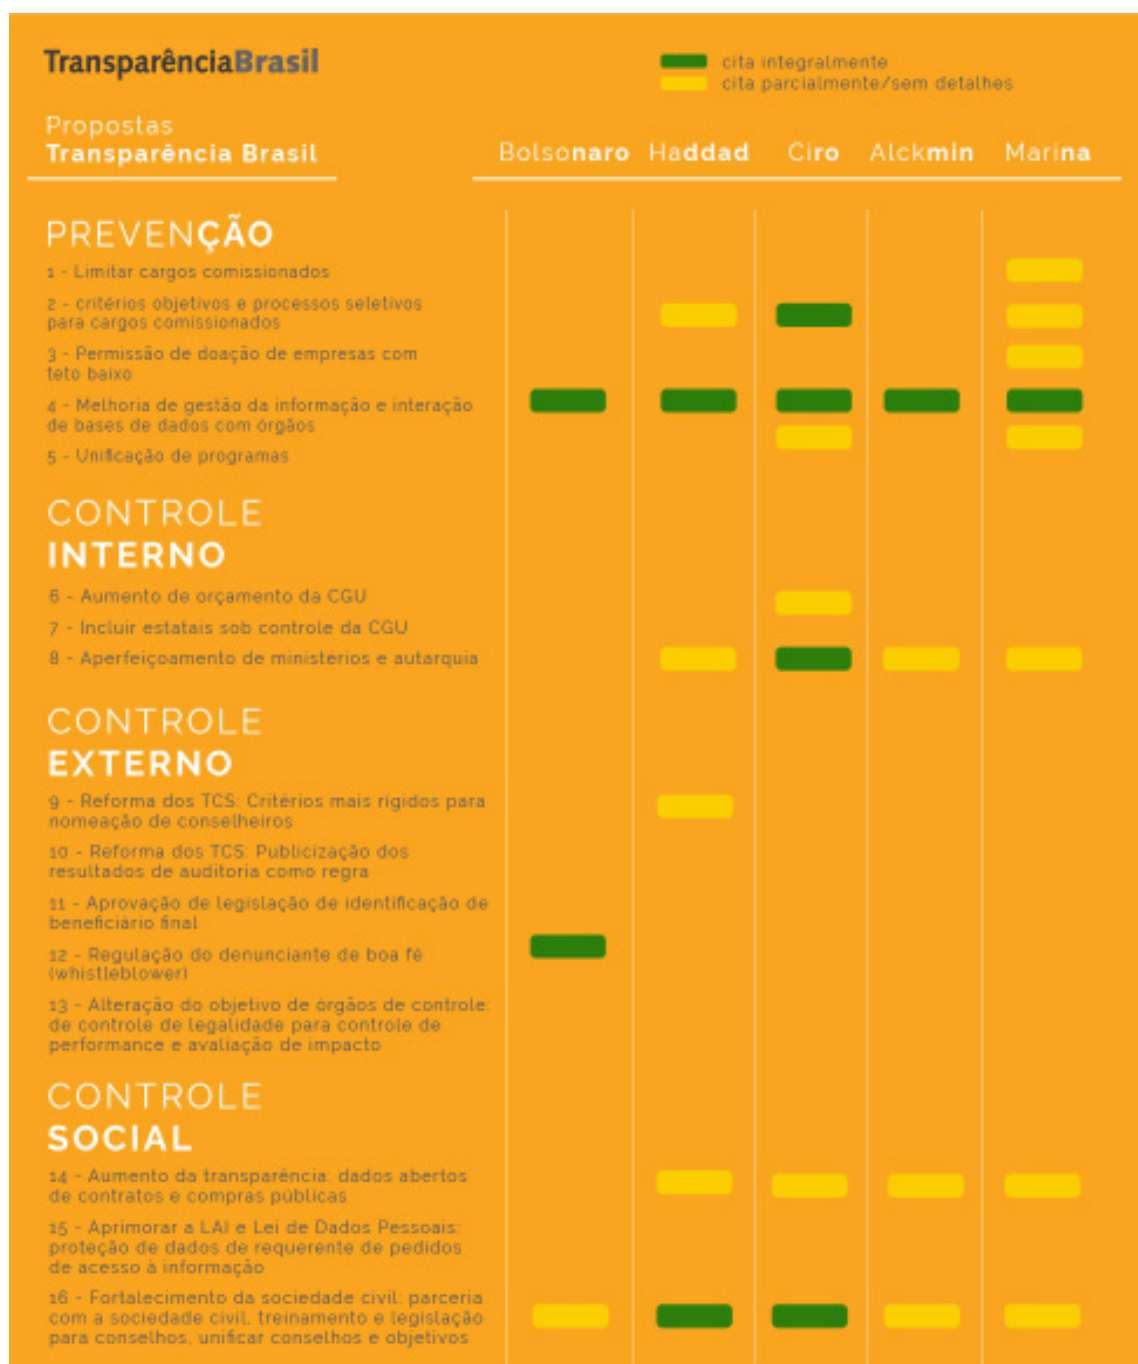 TransparênciaBrasil
cita integralmente
cita parcialmente/sem detalhes
Propostas
Transparência Brasil
Bolsonaro Haddad Ciro Alckmin Marina
PREVENÇÃO
1 - Limitar cargos comissionados
2 - critérios objetivos e processos seletivos
para cargos comissionados
3 - Permissão de doação de empresas com
teto baixo
4 - Melhoria de gestão da informação e interação
de bases de dados com órgãos
5 - Unificação de programas
CONTROLE
INTERNO
6 - Aumento de orçamento da CGU
7 - Incluir estatais sob controle da CGU
8 - Aperfeiçoamento de ministérios e autarquia
CONTROLE
EXTERNO
9 - Reforma dos TCS: Critérios mais rígidos para
nomeação de conselheiros
10 - Reforma dos TCS: Publicização dos
resultados de auditoria como regra
11 - Aprovação de legislação de identificação de
beneficiário final
12 - Regulação do denunciante de boa fé
(whistleblower)
13 - Alteração do objetivo de órgãos de controle:
de controle de legalidade para controle de
performance e avaliação de impacto
CONTROLE
SOCIAL
14 - Aumento da transparência: dados abertos
de contratos e compras públicas
15 - Aprimorar a LAI e Lei de Dados Pessoais:
proteção de dados de requerente de pedidos
de acesso à informação
16 - Fortalecimento da sociedade civil: parceria
com a sociedade civil, treinamento e legislação
para conselhos, unificar conselhos e objetivos